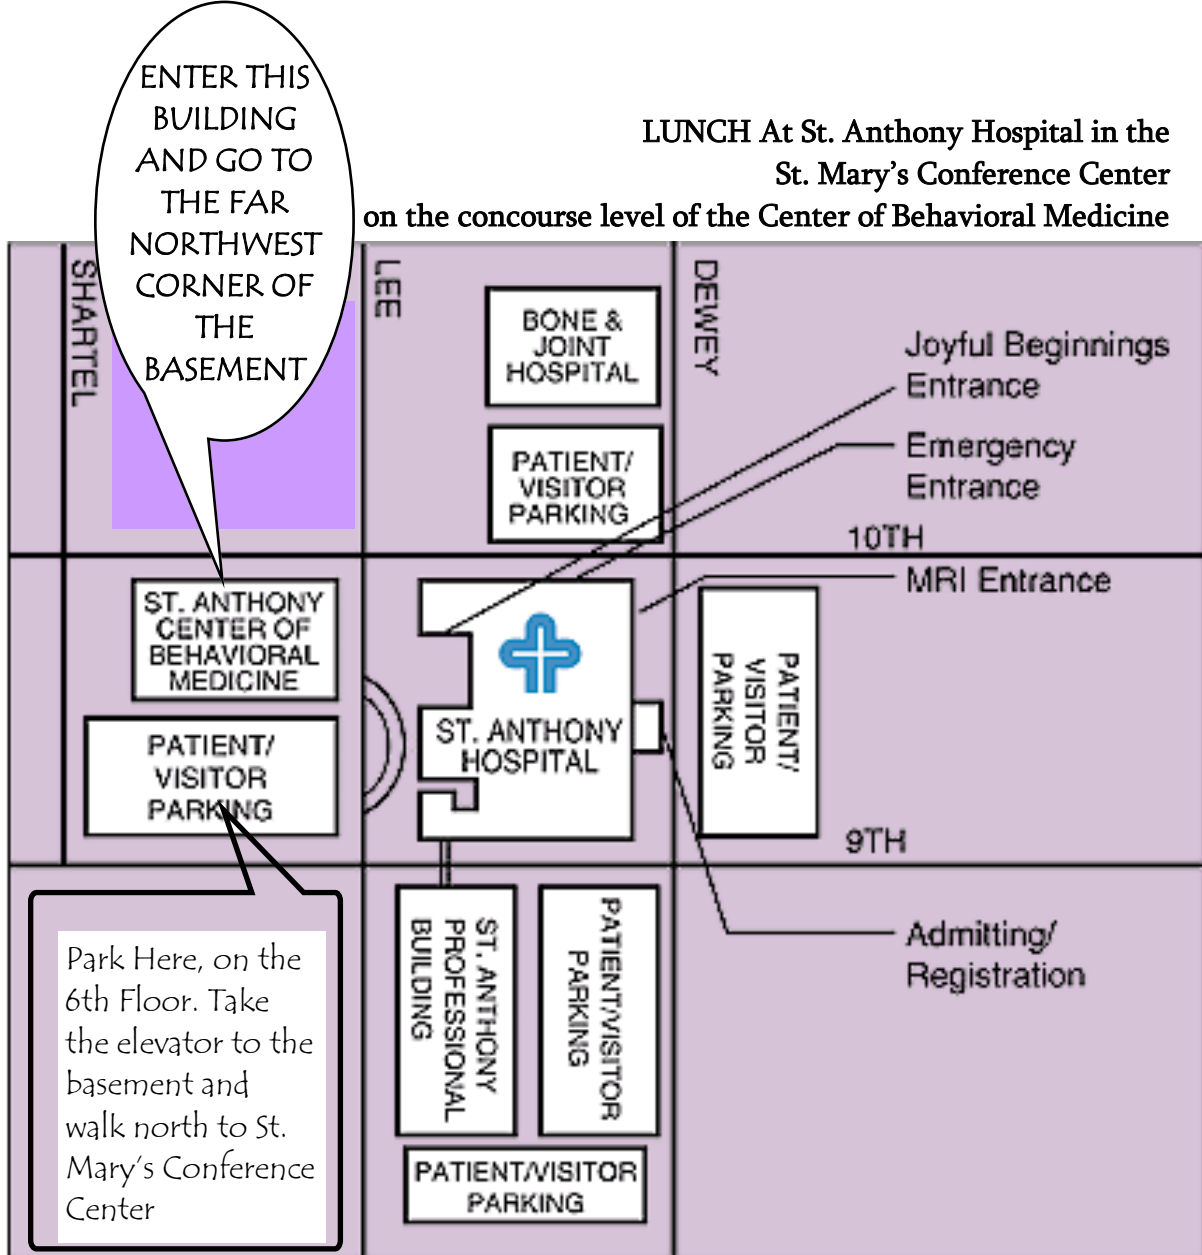 ENTER THIS
BUILDING
AND GO TO
THE FAR
NORTHWEST
CORNER OF
THE
BASEMENT
LUNCH At St. Anthony Hospital in the
St. Mary’s Conference Center
on the concourse level of the Center of Behavioral Medicine
SHARTEL
LEE
DEWEY
BONE &
JOINT
HOSPITAL
Joyful Beginnings
Entrance
PATIENT/
VISITOR
PARKING
Emergency
Entrance
10TH
MRI Entrance
ST. ANTHONY
CENTER OF
BEHAVIORAL
MEDICINE
ST. ANTHONY
HOSPITAL
PATIENT/
VISITOR
PARKING
PATIENT/
VISITOR
PARKING
9TH
Park Here, on the
6th Floor. Take
the elevator to the
basement and
walk north to St.
Mary’s Conference
Center
ST. ANTHONY
PROFESSIONAL
BUILDING
PATIENT/VISITOR
PARKING
Admitting/
Registration
PATIENT/VISITOR
PARKING